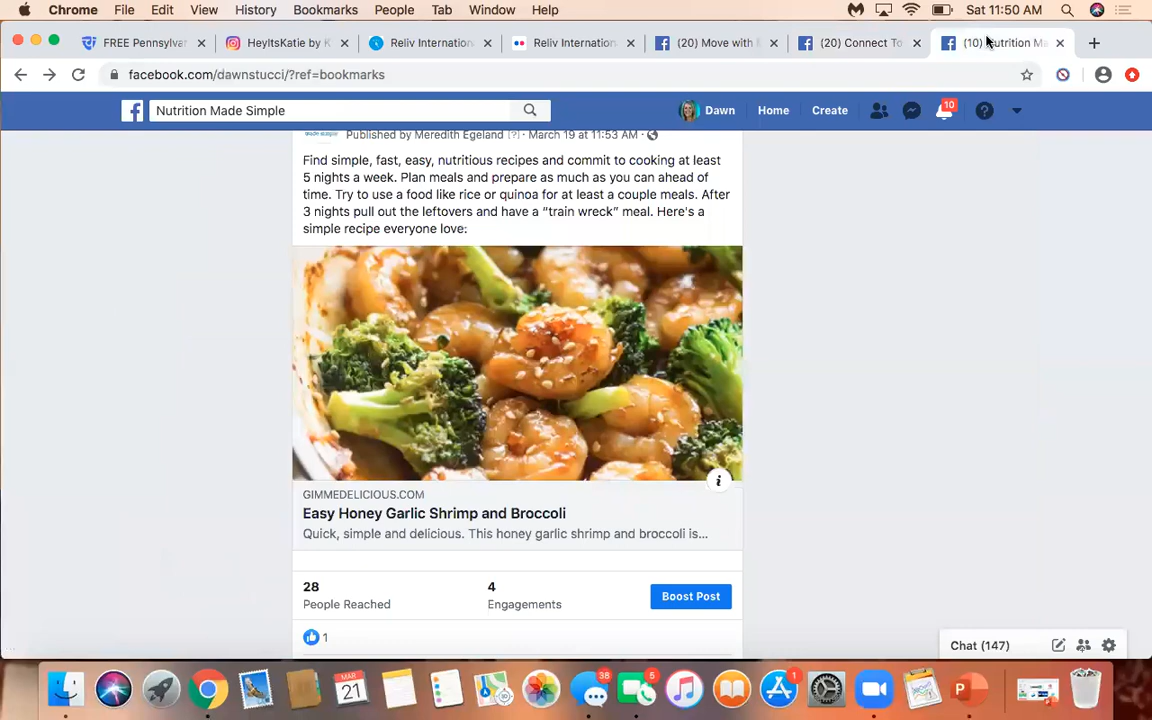 Chrome File Edit View History Bookmarks People Tab Window Help Sat 11:50 AM
FREE Pennsylvan HeyItsKatie by K Reliv Internationa Reliv Internation (20) Move with (20) Connect To (10) Nutrition Ma
facebook.com/dawnstucci/?ref=bookmarks
Nutrition Made Simple Dawn Home Create 10
Published by Meredith Egeland [?] · March 19 at 11:53 AM ·
Find simple, fast, easy, nutritious recipes and commit to cooking at least
5 nights a week. Plan meals and prepare as much as you can ahead of
time. Try to use a food like rice or quinoa for at least a couple meals. After
3 nights pull out the leftovers and have a “train wreck” meal. Here's a
simple recipe everyone love:
GIMMEDELICIOUS.COM
Easy Honey Garlic Shrimp and Broccoli
Quick, simple and delicious. This honey garlic shrimp and broccoli is...
28 4
People Reached Engagements
Boost Post
1
Chat (147)
MAR
21
38
5
1